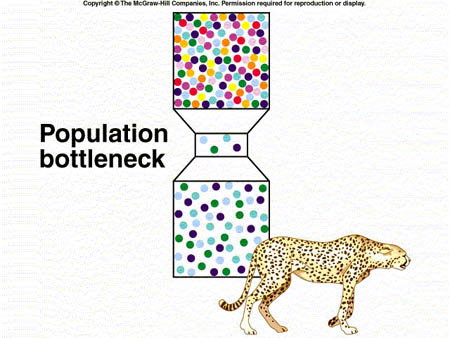 Copyright © The McGraw-Hill Companies, Inc. Permission required for reproduction or display.
Population
bottleneck